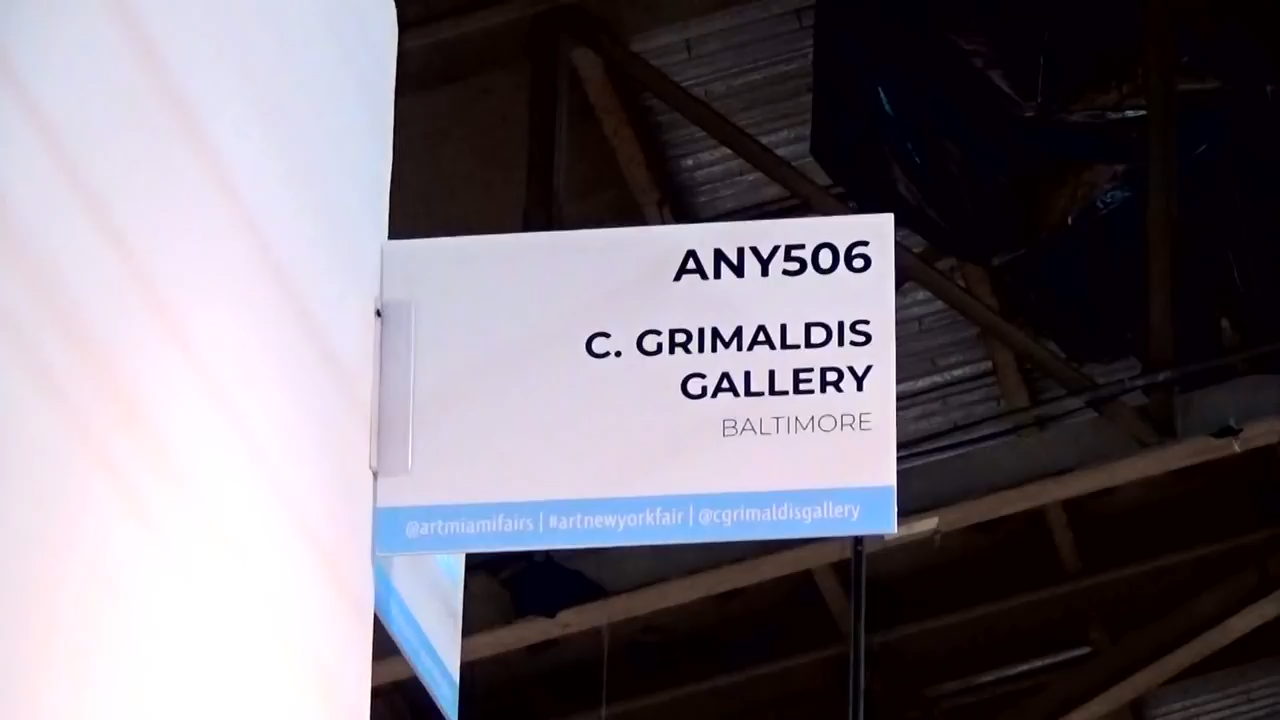 ANY506
C. GRIMALDIS
GALLERY
BALTIMORE
@artmiamifairs | #artnewyorkfair | @cgrimaldisgallery